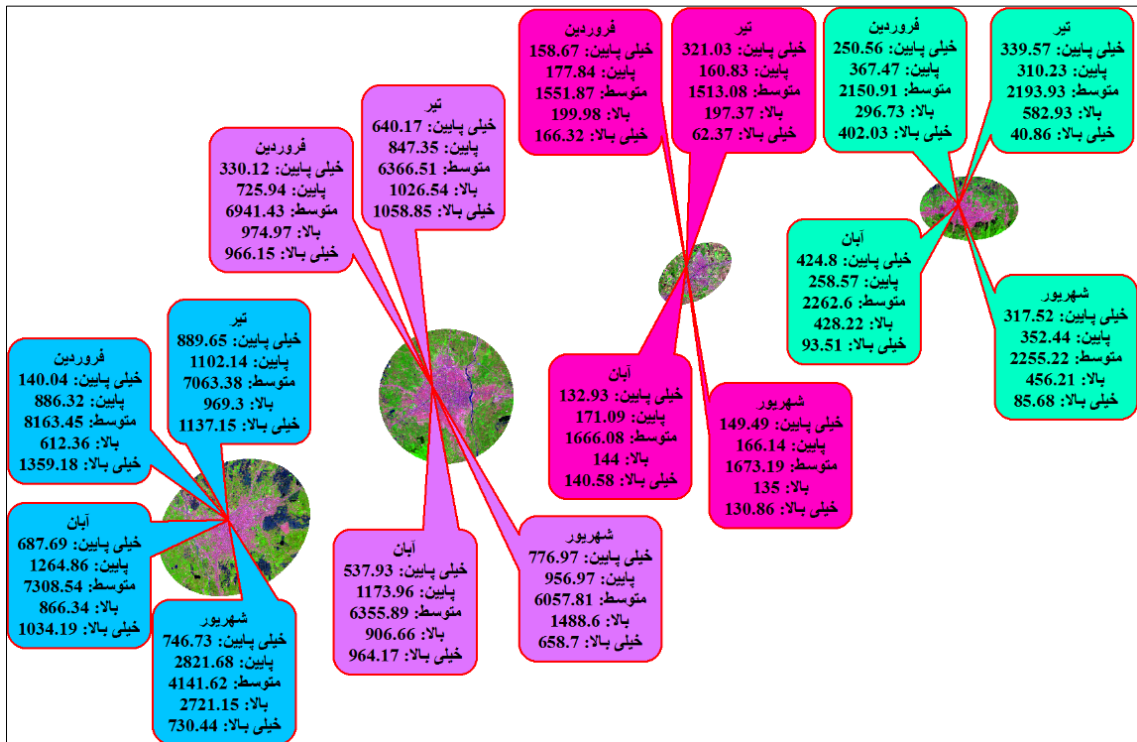 فروردین
خیلی پایین: 250.56
پایین: 367.47
متوسط: 2150.91
بالا: 296.73
خیلی بالا: 402.03
تیر
خیلی پایین: 339.57
پایین: 310.23
متوسط: 2193.93
بالا: 582.93
خیلی بالا: 40.86
آبان
خیلی پایین: 424.8
پایین: 258.57
متوسط: 2262.6
بالا: 428.22
خیلی بالا: 93.51
شهریور
خیلی پایین: 317.52
پایین: 352.44
متوسط: 2255.22
بالا: 456.21
خیلی بالا: 85.68
فروردین
خیلی پایین: 158.67
پایین: 177.84
متوسط: 1551.87
بالا: 199.98
خیلی بالا: 166.32
تیر
خیلی پایین: 321.03
پایین: 160.83
متوسط: 1513.08
بالا: 197.37
خیلی بالا: 62.37
آبان
خیلی پایین: 132.93
پایین: 171.09
متوسط: 1666.08
بالا: 144
خیلی بالا: 140.58
شهریور
خیلی پایین: 149.49
پایین: 166.14
متوسط: 1673.19
بالا: 135
خیلی بالا: 130.86
فروردین
خیلی پایین: 330.12
پایین: 725.94
متوسط: 6941.43
بالا: 974.97
خیلی بالا: 966.15
تیر
خیلی پایین: 640.17
پایین: 847.35
متوسط: 6366.51
بالا: 1026.54
خیلی بالا: 1058.85
آبان
خیلی پایین: 537.93
پایین: 1173.96
متوسط: 6355.89
بالا: 906.66
خیلی بالا: 964.17
شهریور
خیلی پایین: 776.97
پایین: 956.97
متوسط: 6057.81
بالا: 1488.6
خیلی بالا: 658.7
فروردین
خیلی پایین: 140.04
پایین: 886.32
متوسط: 8163.45
بالا: 612.36
خیلی بالا: 1359.18
تیر
خیلی پایین: 889.65
پایین: 1102.14
متوسط: 7063.38
بالا: 969.3
خیلی بالا: 1137.15
آبان
خیلی پایین: 687.69
پایین: 1264.86
متوسط: 7308.54
بالا: 866.34
خیلی بالا: 1034.19
شهریور
خیلی پایین: 746.73
پایین: 2821.68
متوسط: 4141.62
بالا: 2721.15
خیلی بالا: 730.44